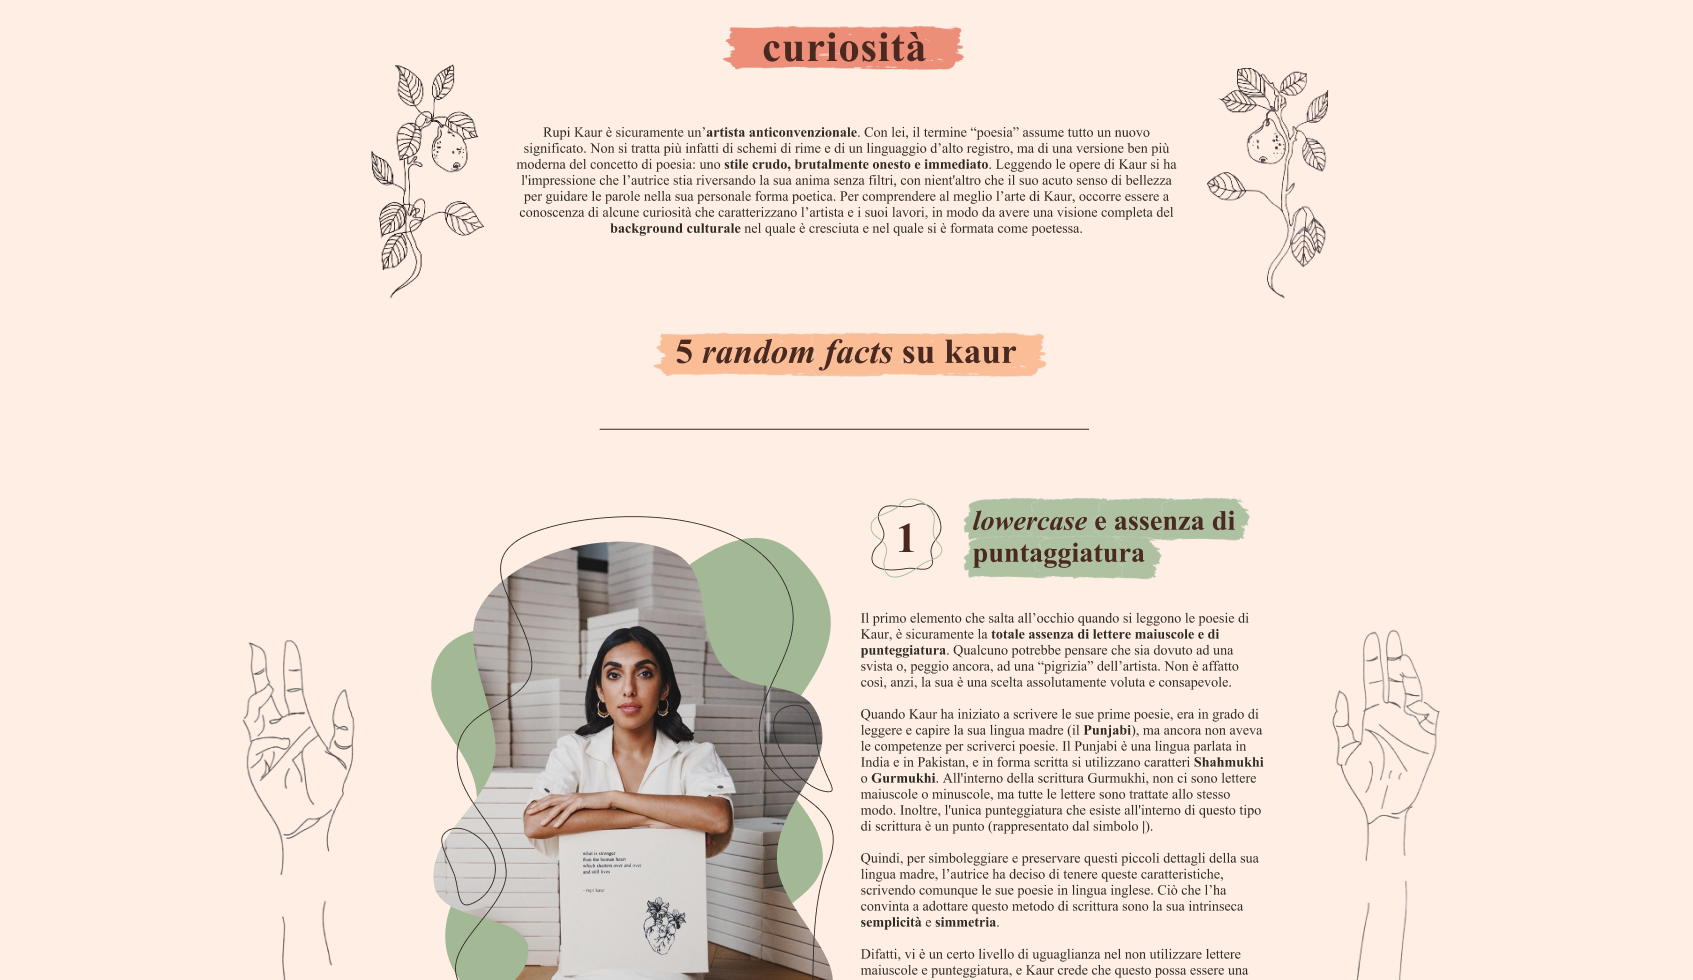 curiosità
Rupi Kaur è sicuramente un’artista anticonvenzionale. Con lei, il termine “poesia” assume tutto un nuovo
significato. Non si tratta più infatti di schemi di rime e di un linguaggio d’alto registro, ma di una versione ben più
moderna del concetto di poesia: uno stile crudo, brutalmente onesto e immediato. Leggendo le opere di Kaur si ha
l'impressione che l’autrice stia riversando la sua anima senza filtri, con nient'altro che il suo acuto senso di bellezza
per guidare le parole nella sua personale forma poetica. Per comprendere al meglio l’arte di Kaur, occorre essere a
conoscenza di alcune curiosità che caratterizzano l’artista e i suoi lavori, in modo da avere una visione completa del
background culturale nel quale è cresciuta e nel quale si è formata come poetessa.
5 random facts su kaur
1
lowercase e assenza di
puntaggiatura
Il primo elemento che salta all’occhio quando si leggono le poesie di
Kaur, è sicuramente la totale assenza di lettere maiuscole e di
punteggiatura. Qualcuno potrebbe pensare che sia dovuto ad una
svista o, peggio ancora, ad una “pigrizia” dell’artista. Non è affatto
così, anzi, la sua è una scelta assolutamente voluta e consapevole.
Quando Kaur ha iniziato a scrivere le sue prime poesie, era in grado di
leggere e capire la sua lingua madre (il Punjabi), ma ancora non aveva
le competenze per scriverci poesie. Il Punjabi è una lingua parlata in
India e in Pakistan, e in forma scritta si utilizzano caratteri Shahmukhi
o Gurmukhi. All'interno della scrittura Gurmukhi, non ci sono lettere
maiuscole o minuscole, ma tutte le lettere sono trattate allo stesso
modo. Inoltre, l'unica punteggiatura che esiste all'interno di questo tipo
di scrittura è un punto (rappresentato dal simbolo |).
Quindi, per simboleggiare e preservare questi piccoli dettagli della sua
lingua madre, l’autrice ha deciso di tenere queste caratteristiche,
scrivendo comunque le sue poesie in lingua inglese. Ciò che l’ha
convinta a adottare questo metodo di scrittura sono la sua intrinseca
semplicità e simmetria.
Difatti, vi è un certo livello di uguaglianza nel non utilizzare lettere
maiuscole e punteggiatura, e Kaur crede che questo possa essere una
what is stronger
than the human heart
which shatters over and over
and still lives
- rupi kaur